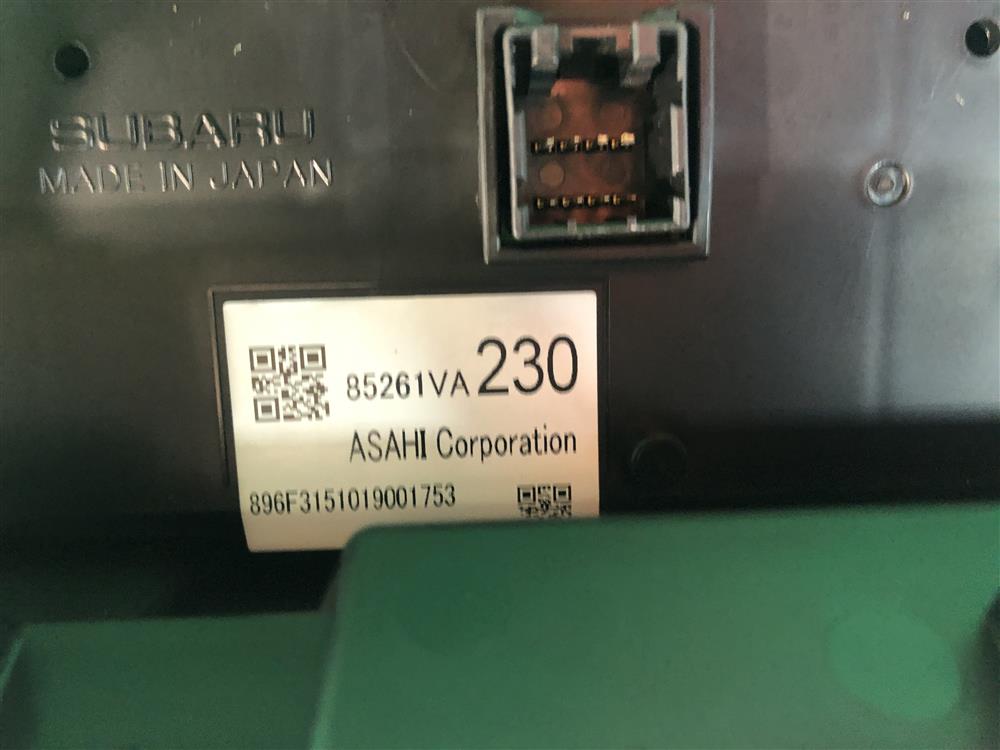 SUBARU
MADE IN JAPAN
85261VA 230
ASAHI Corporation
896F3151019001753